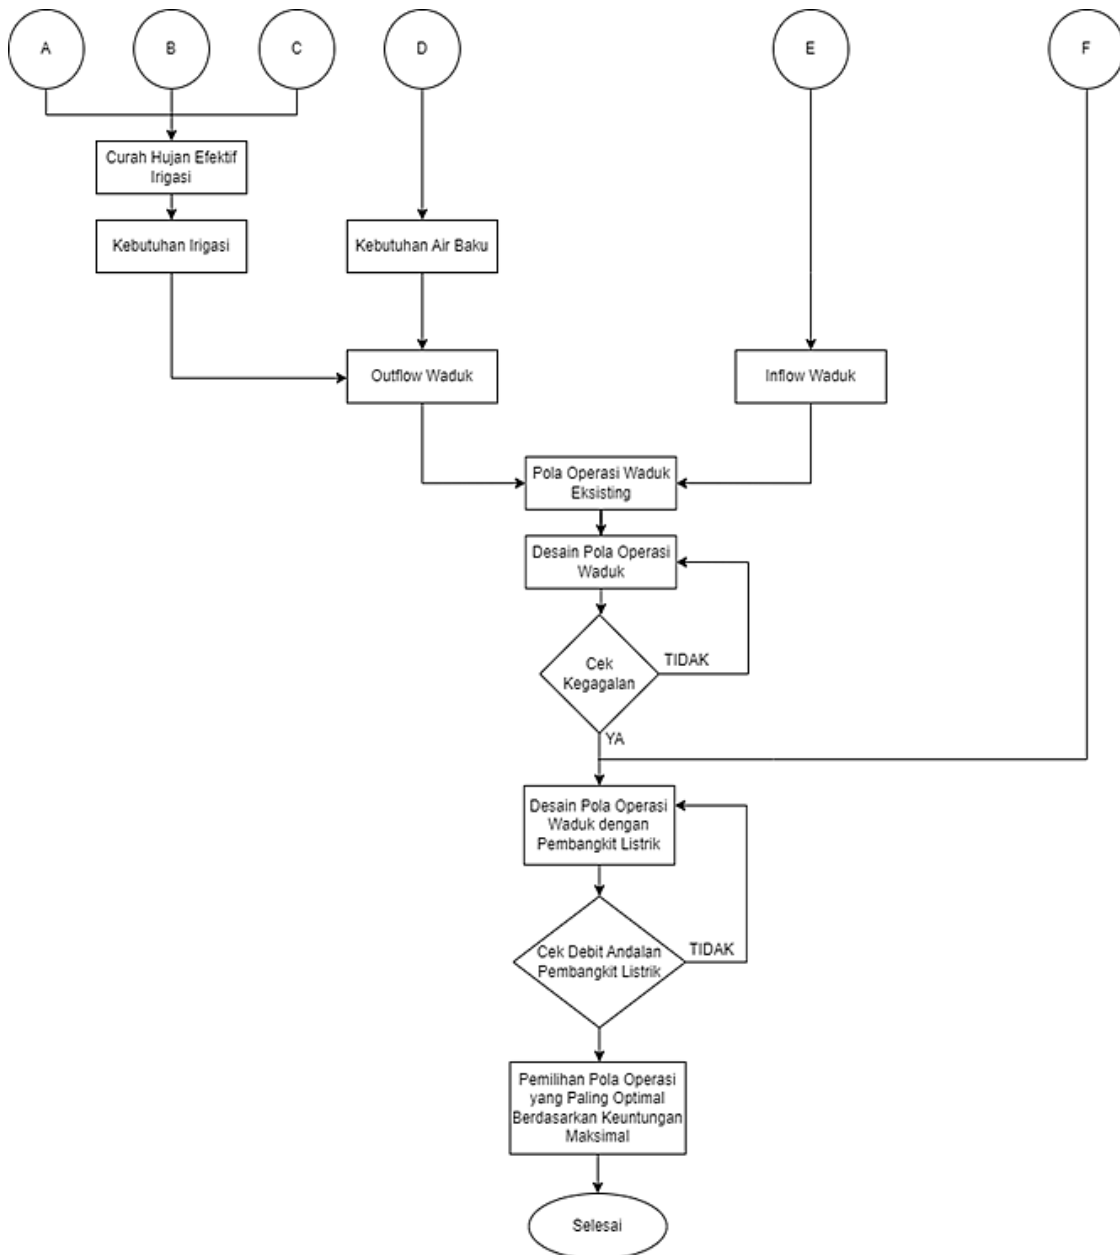 A
B
C
D
E
F
Curah Hujan Efektif
Irigasi
Kebutuhan Irigasi
Kebutuhan Air Baku
Outflow Waduk
Inflow Waduk
Pola Operasi Waduk
Eksisting
Desain Pola Operasi
Waduk
Cek
Kegagalan
TIDAK
YA
Desain Pola Operasi
Waduk dengan
Pembangkit Listrik
Cek Debit Andalan
Pembangkit Listrik
TIDAK
Pemilihan Pola Operasi
yang Paling Optimal
Berdasarkan Keuntungan
Maksimal
Selesai